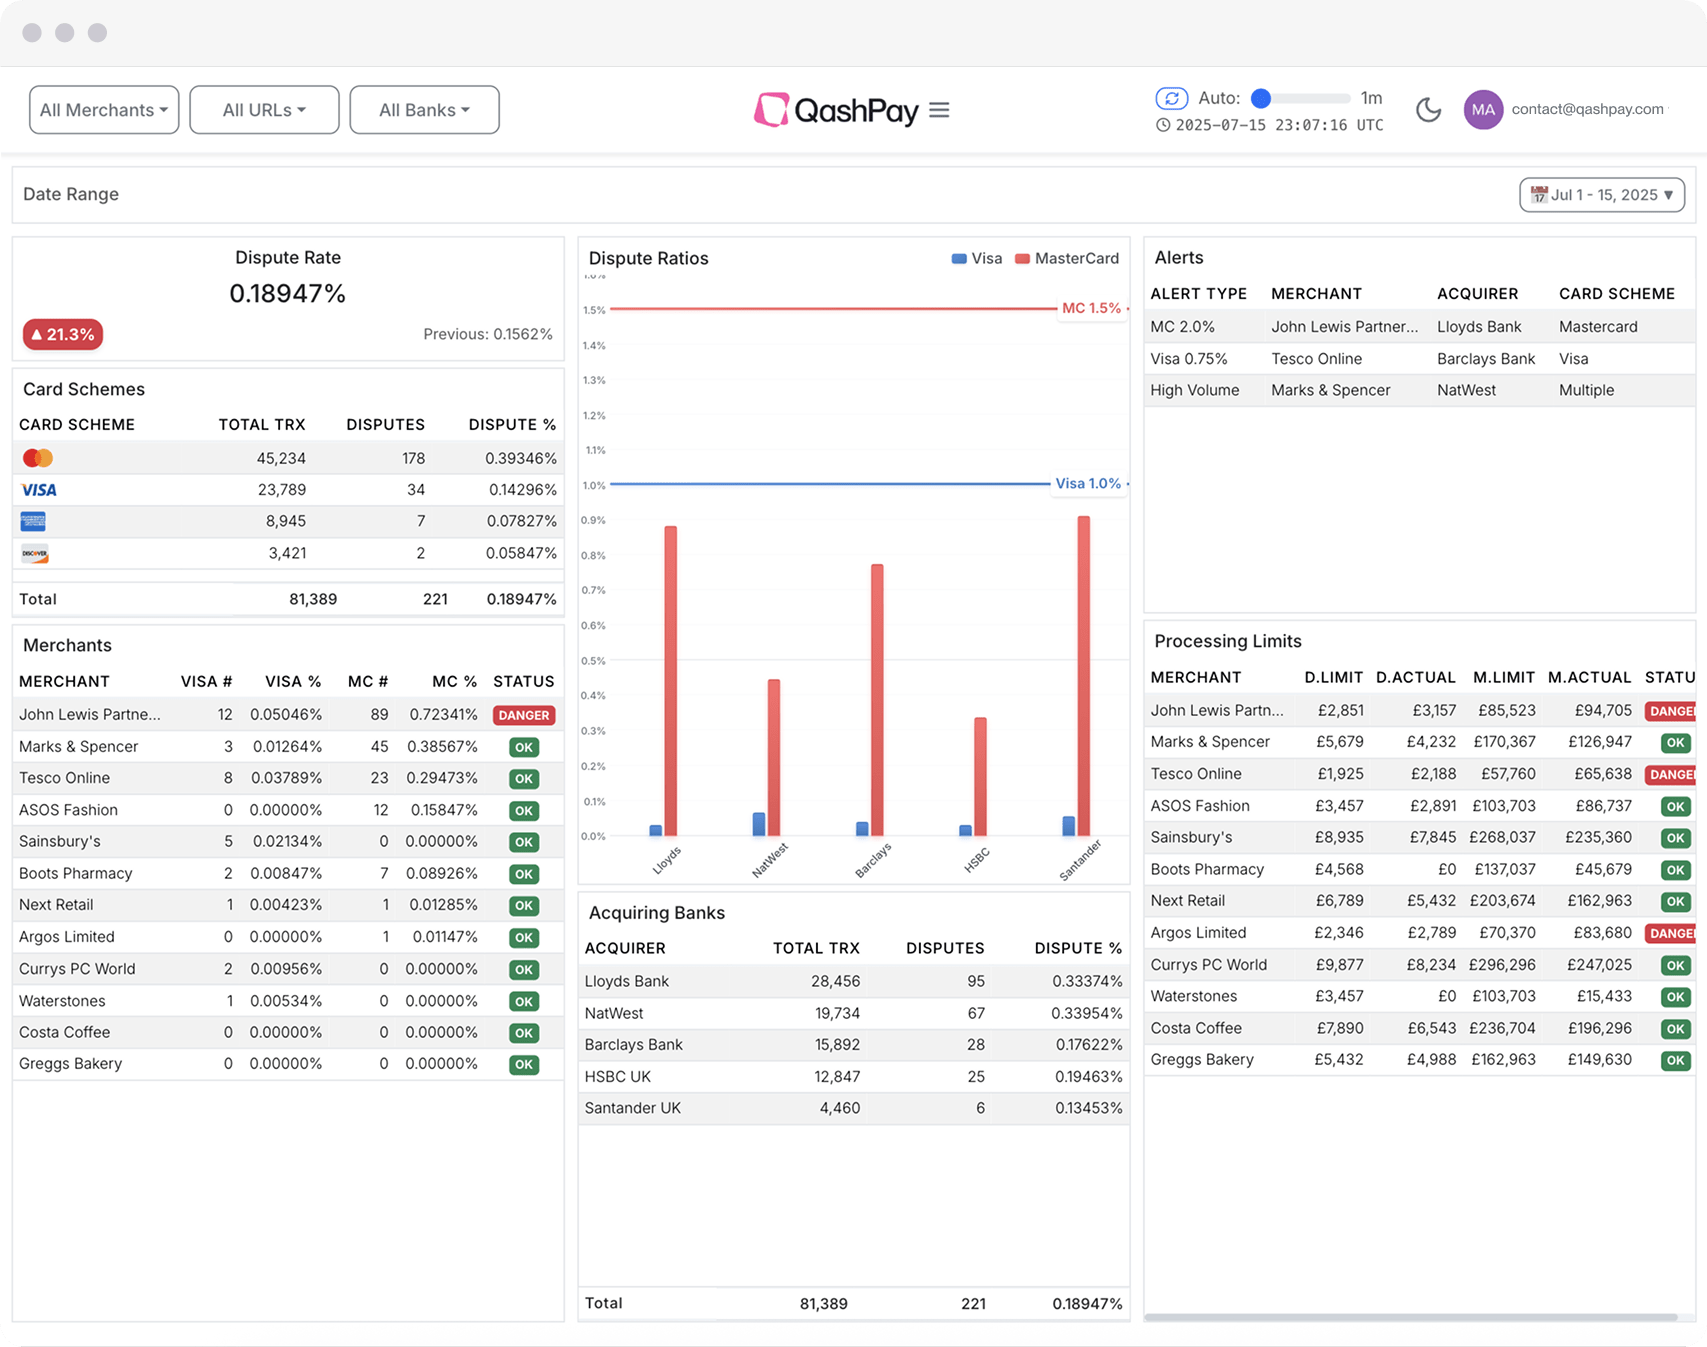 All Merchants
All URLs
All Banks
QashPay
Auto: 1m
2025-07-15 23:07:16 UTC
MA
contact@qashpay.com
Date Range
17 Jul 1 - 15, 2025
Dispute Rate
0.18947%
21.3%
Previous: 0.1562%
Card Schemes
CARD SCHEME TOTAL TRX DISPUTES DISPUTE %
45,234 178 0.39346%
VISA 23,789 34 0.14296%
8,945 7 0.07827%
DISCOVER 3,421 2 0.05847%
Total 81,389 221 0.18947%
Merchants
MERCHANT VISA # VISA % MC # MC % STATUS
John Lewis Partne... 12 0.05046% 89 0.72341% DANGER
Marks & Spencer 3 0.01264% 45 0.38567% OK
Tesco Online 8 0.03789% 23 0.29473% OK
ASOS Fashion 0 0.00000% 12 0.15847% OK
Sainsbury's 5 0.02134% 0 0.00000% OK
Boots Pharmacy 2 0.00847% 7 0.08926% OK
Next Retail 1 0.00423% 1 0.01285% OK
Argos Limited 0 0.00000% 1 0.01147% OK
Currys PC World 2 0.00956% 0 0.00000% OK
Waterstones 1 0.00534% 0 0.00000% OK
Costa Coffee 0 0.00000% 0 0.00000% OK
Greggs Bakery 0 0.00000% 0 0.00000% OK
Dispute Ratios
Visa MasterCard
1.6%
1.5% MC 1.5%
1.4%
1.3%
1.2%
1.1%
1.0% Visa 1.0%
0.9%
0.8%
0.7%
0.6%
0.5%
0.4%
0.3%
0.2%
0.1%
0.0%
Lloyds NatWest Barclays HSBC Santander
Acquiring Banks
ACQUIRER TOTAL TRX DISPUTES DISPUTE %
Lloyds Bank 28,456 95 0.33374%
NatWest 19,734 67 0.33954%
Barclays Bank 15,892 28 0.17622%
HSBC UK 12,847 25 0.19463%
Santander UK 4,460 6 0.13453%
Total 81,389 221 0.18947%
Alerts
ALERT TYPE MERCHANT ACQUIRER CARD SCHEME
MC 2.0% John Lewis Partner... Lloyds Bank Mastercard
Visa 0.75% Tesco Online Barclays Bank Visa
High Volume Marks & Spencer NatWest Multiple
Processing Limits
MERCHANT D.LIMIT D.ACTUAL M.LIMIT M.ACTUAL STATU
John Lewis Partn... £2,851 £3,157 £85,523 £94,705 DANGE
Marks & Spencer £5,679 £4,232 £170,367 £126,947 OK
Tesco Online £1,925 £2,188 £57,760 £65,638 DANGE
ASOS Fashion £3,457 £2,891 £103,703 £86,737 OK
Sainsbury's £8,935 £7,845 £268,037 £235,360 OK
Boots Pharmacy £4,568 £0 £137,037 £45,679 OK
Next Retail £6,789 £5,432 £203,674 £162,963 OK
Argos Limited £2,346 £2,789 £70,370 £83,680 DANGE
Currys PC World £9,877 £8,234 £296,296 £247,025 OK
Waterstones £3,457 £0 £103,703 £15,433 OK
Costa Coffee £7,890 £6,543 £236,704 £196,296 OK
Greggs Bakery £5,432 £4,988 £162,963 £149,630 OK